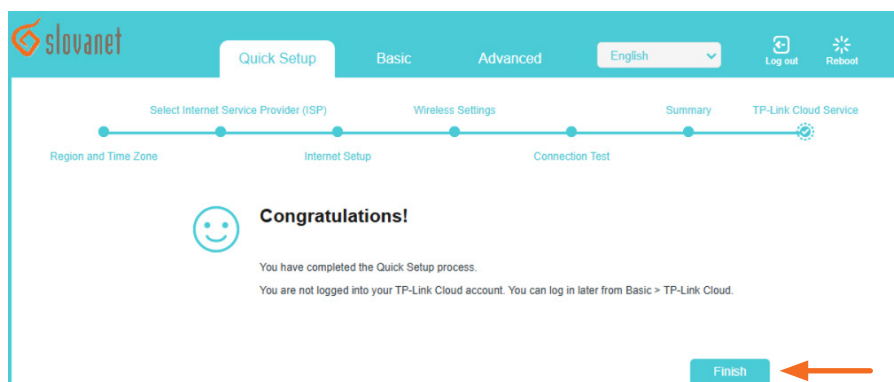 slovanet
Quick Setup
Basic
Advanced
English
Log out
Reboot
Select Internet Service Provider (ISP)
Wireless Settings
Summary
TP-Link Cloud Service
Region and Time Zone
Internet Setup
Connection Test
Congratulations!
You have completed the Quick Setup process.
You are not logged into your TP-Link Cloud account. You can log in later from Basic > TP-Link Cloud.
Finish